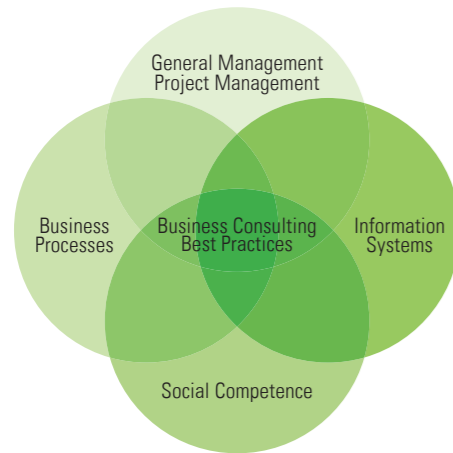 General Management
Project Management
Business
Processes
Business Consulting
Best Practices
Information
Systems
Social Competence